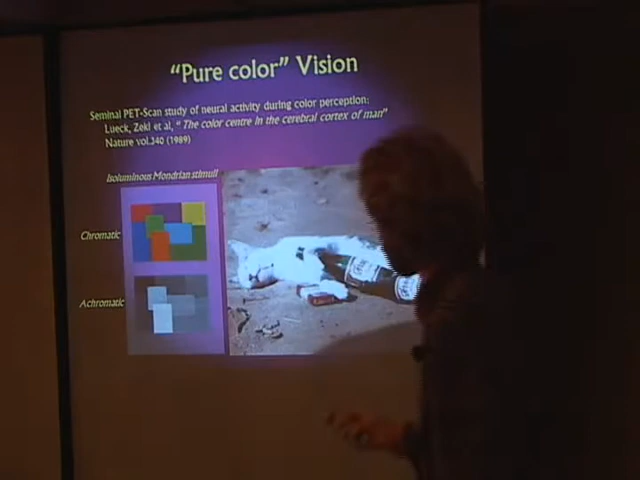 “Pure color” Vision
Seminal PET-Scan study of neural activity during color perception:
Lueck, Zeki et al, “ The color centre in the cerebral cortex of man”
Nature vol.340 (1989)
Isoluminous Mondrian stimuli
Chromatic
Achromatic